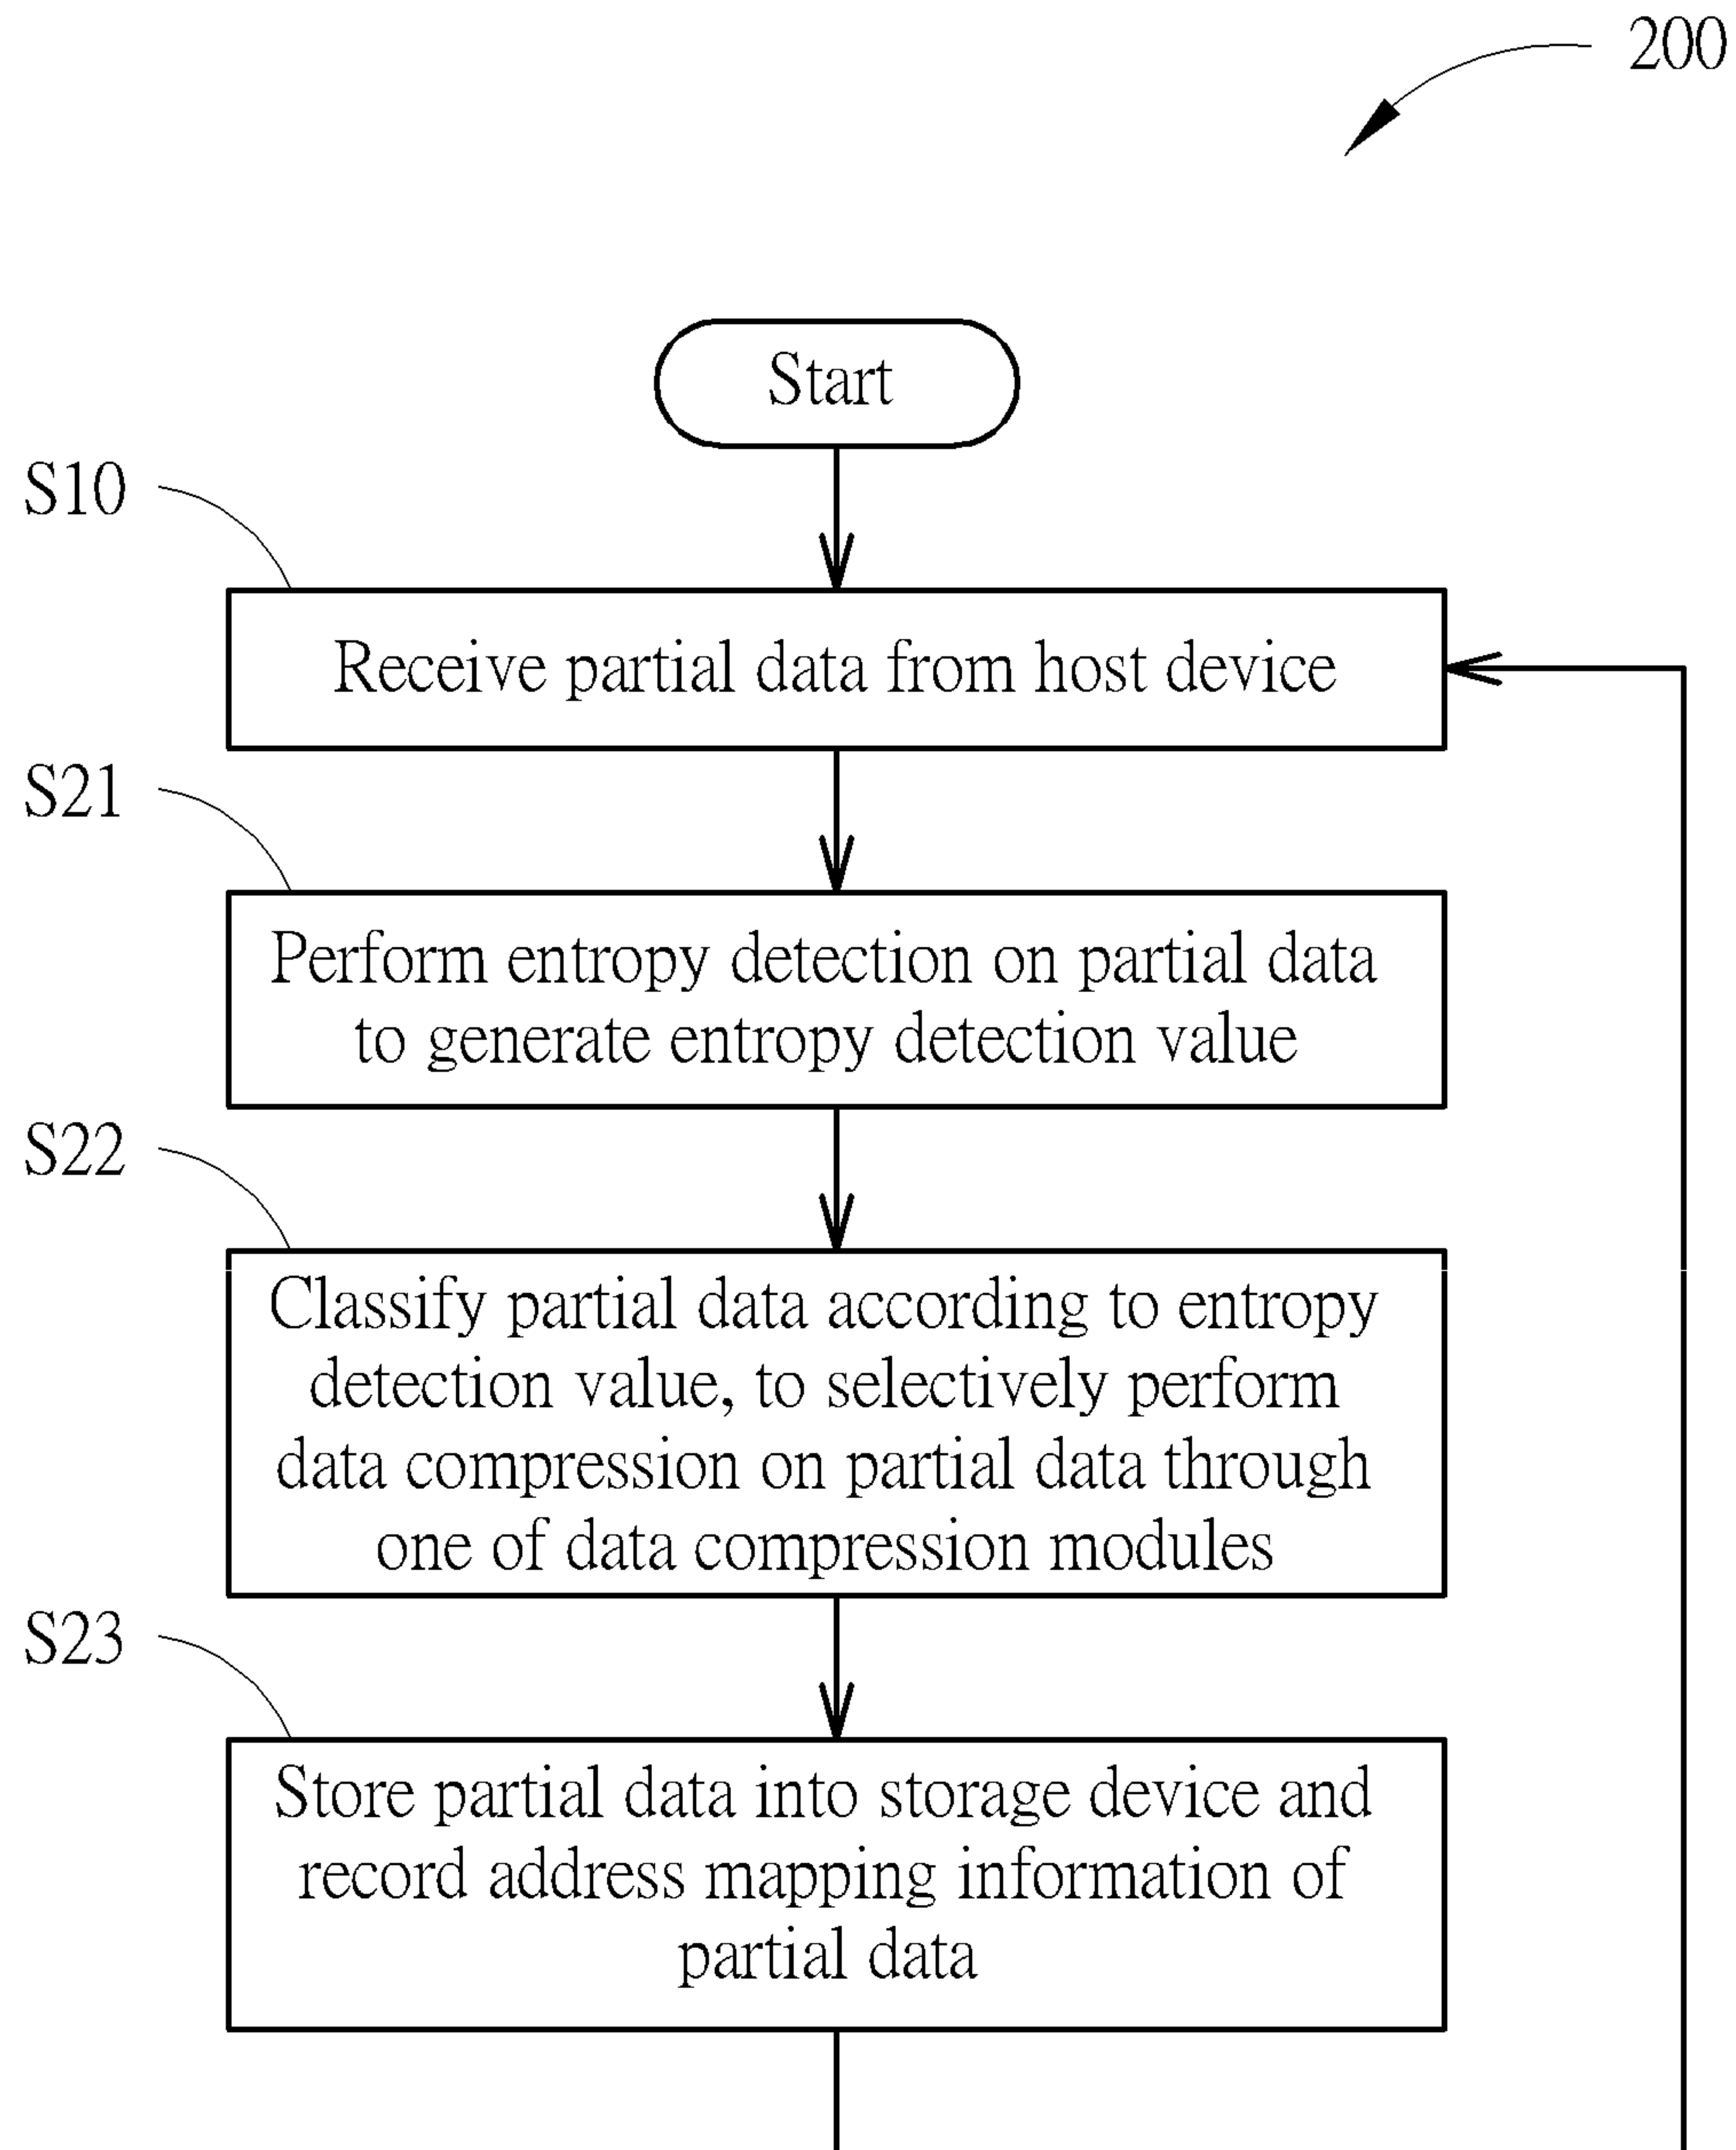 200
Start
S10
Receive partial data from host device
S21
Perform entropy detection on partial data
to generate entropy detection value
S22
Classify partial data according to entropy
detection value, to selectively perform
data compression on partial data through
one of data compression modules
S23
Store partial data into storage device and
record address mapping information of
partial data